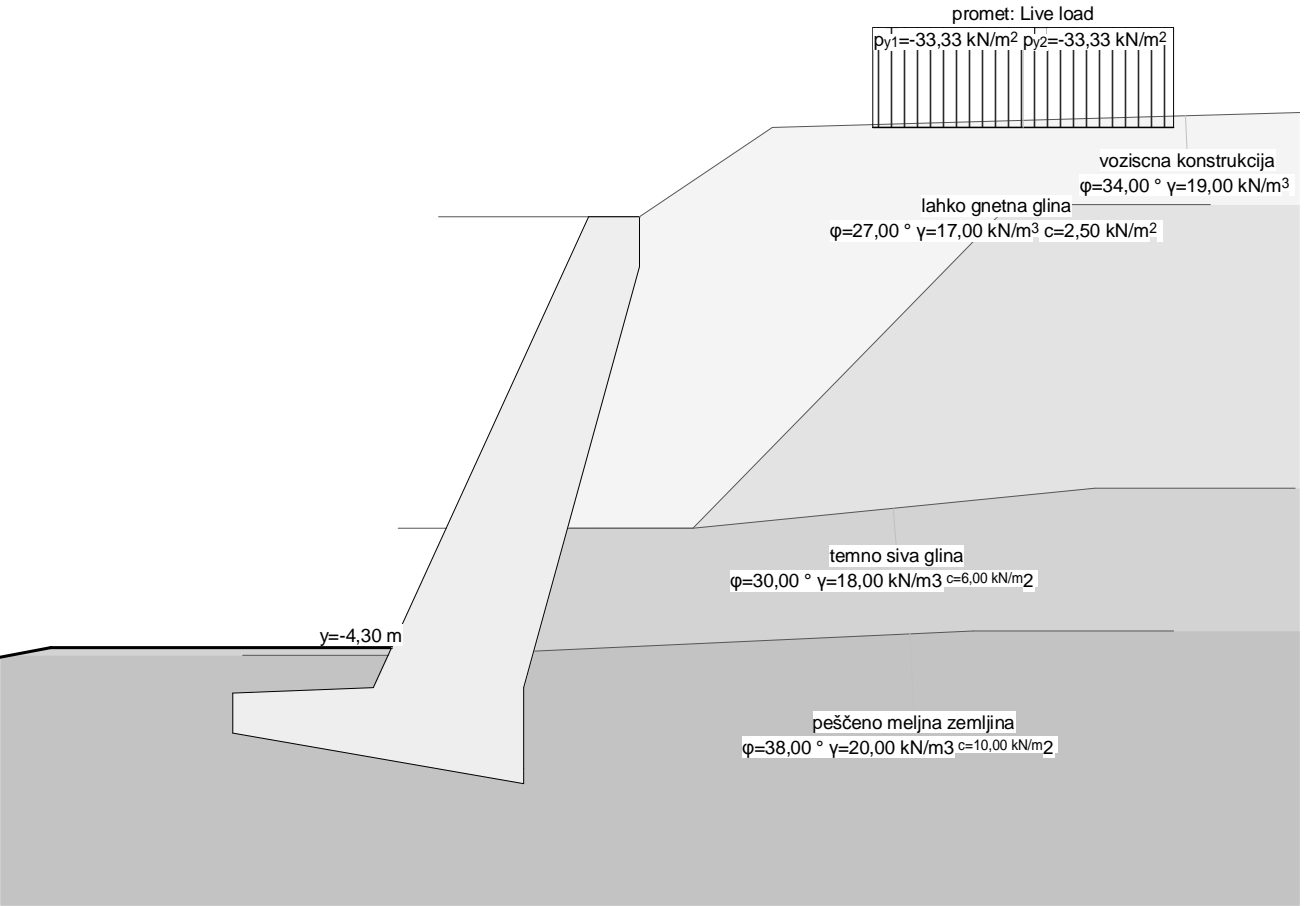 promet: Live load
py1=-33,33 kN/m² py2=-33,33 kN/m²
voziscna konstrukcija
φ=34,00 ° γ=19,00 kN/m³
lahko gnetna glina
φ=27,00 ° γ=17,00 kN/m³ c=2,50 kN/m²
temno siva glina
φ=30,00 ° γ=18,00 kN/m3 c=6,00 kN/m2
y=-4,30 m
peščeno meljna zemljina
φ=38,00 ° γ=20,00 kN/m3 c=10,00 kN/m2